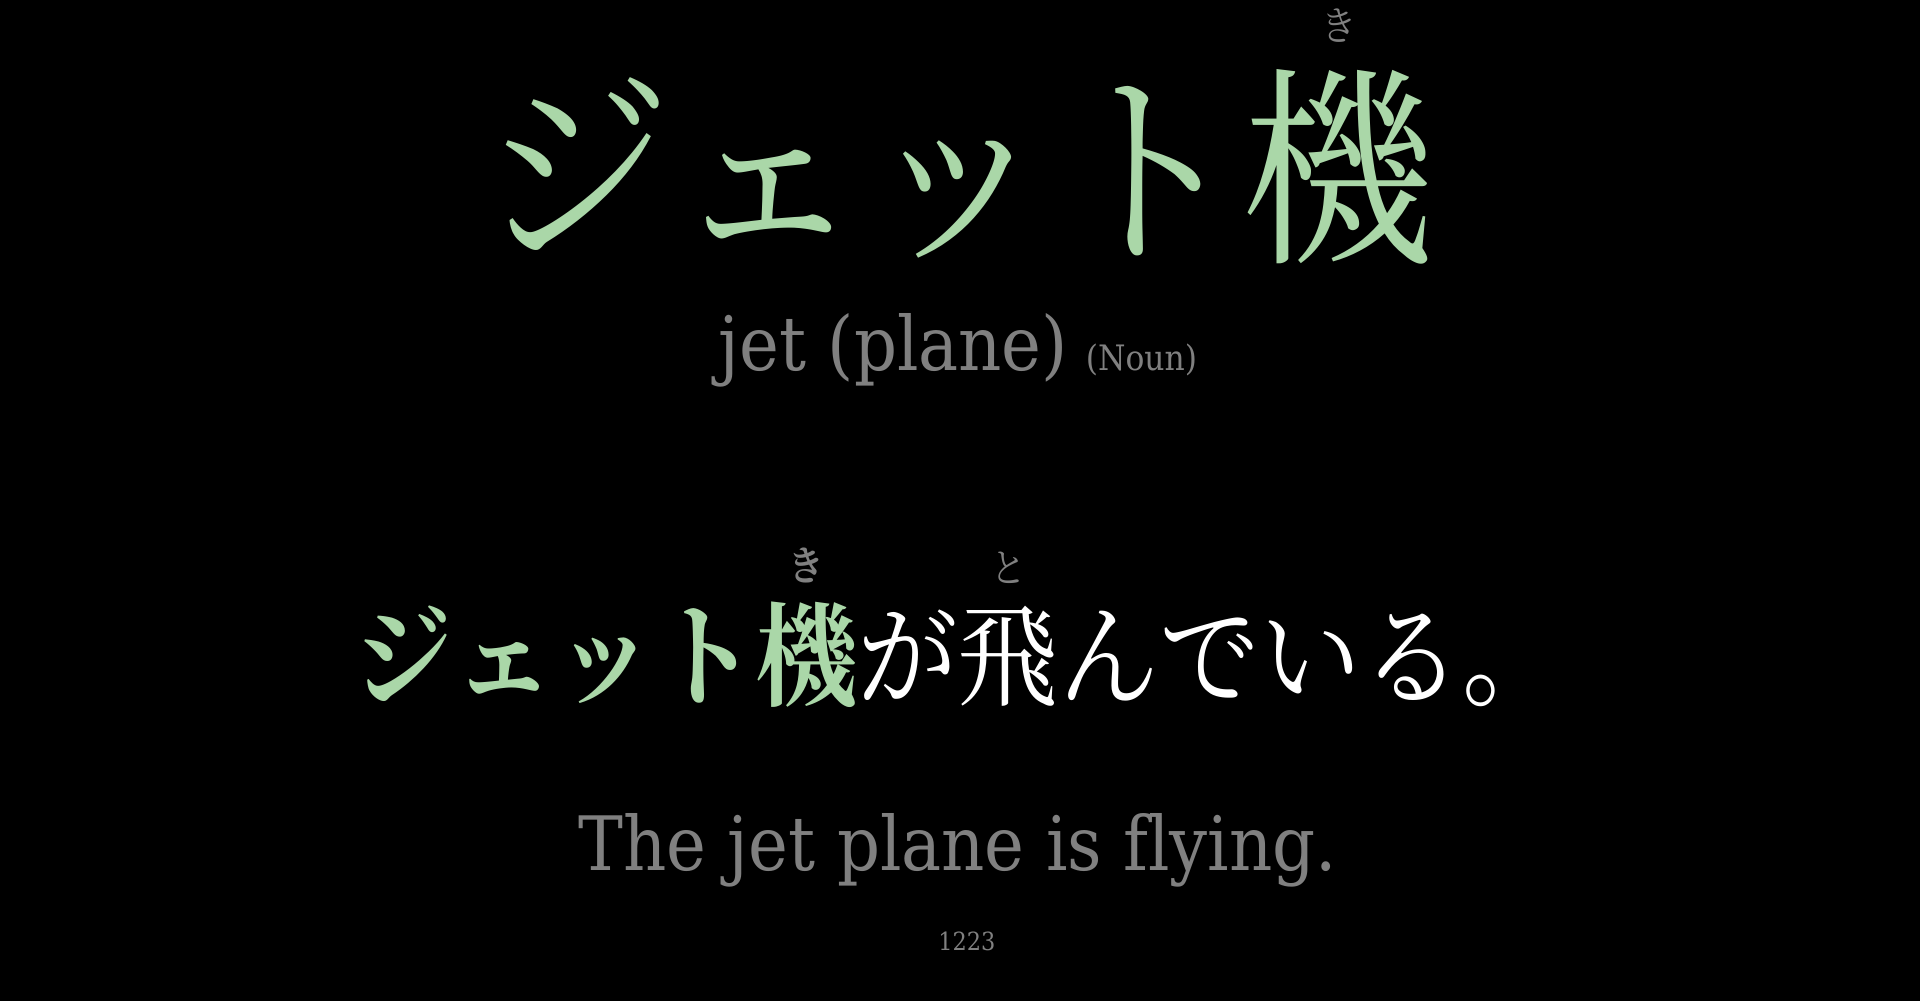 き
ジェット機
jet (plane) (Noun)
き と
ジェット機が飛んでいる。
The jet plane is flying.
1223